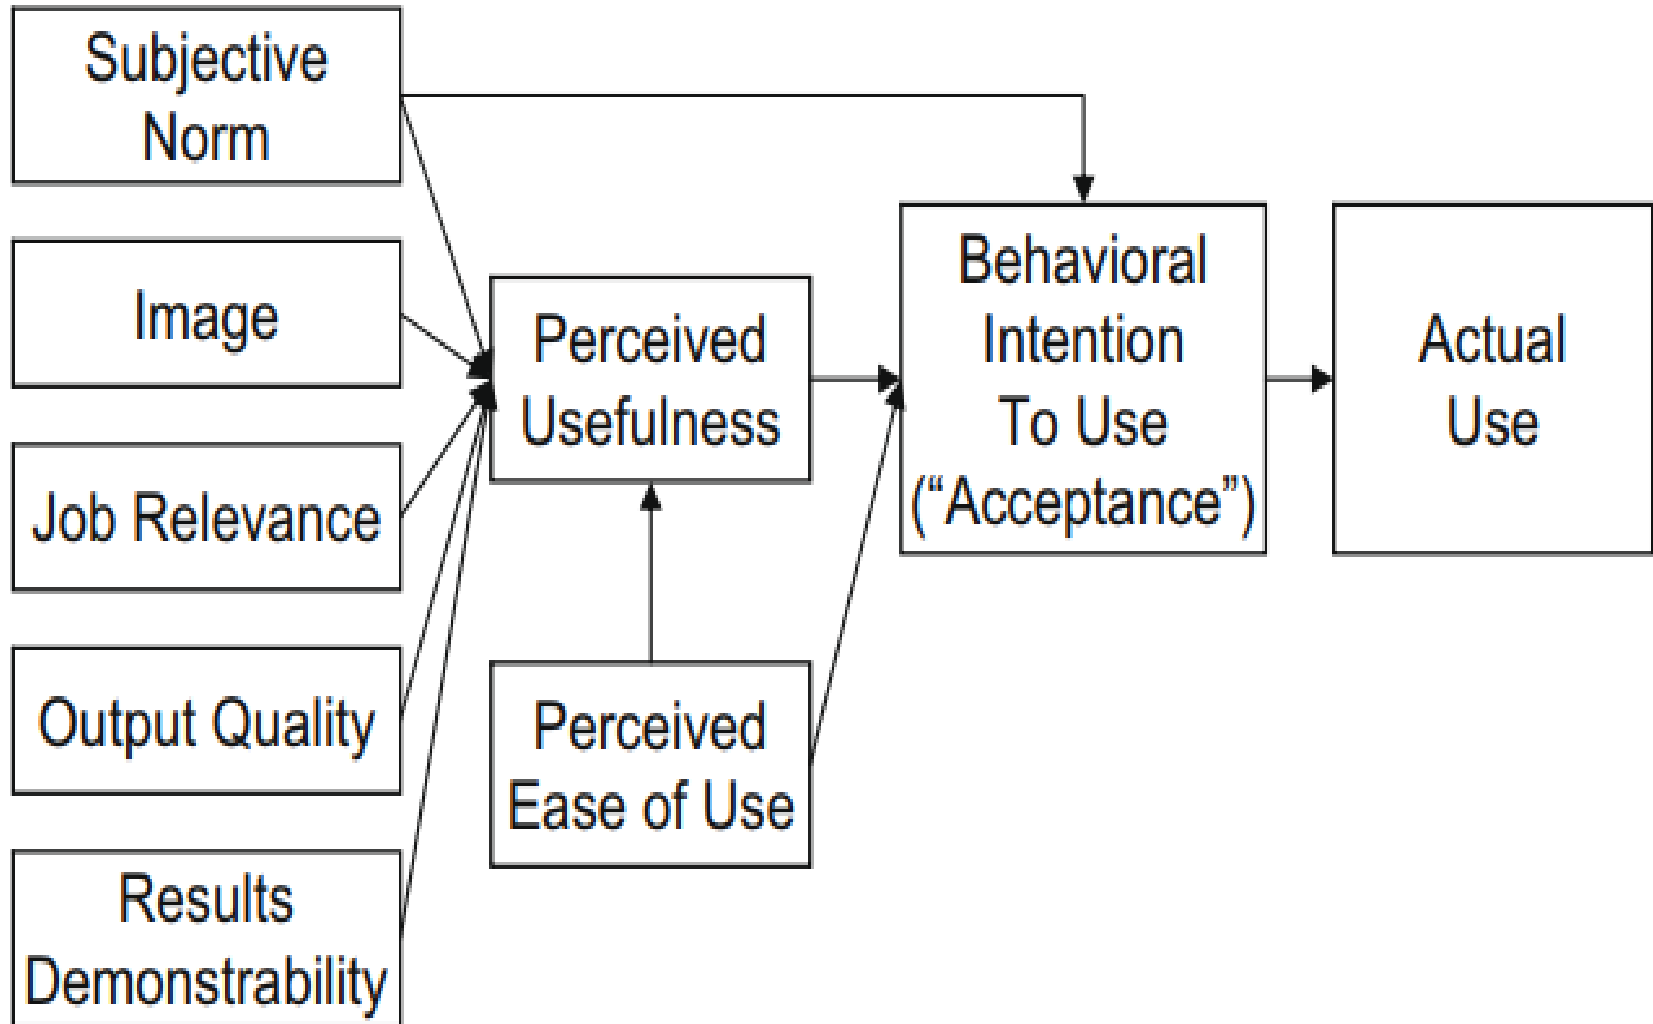 Subjective
Norm
Image
Job Relevance
Output Quality
Results
Demonstrability
Perceived
Usefulness
Perceived
Ease of Use
Behavioral
Intention
To Use
(“Acceptance”)
Actual
Use